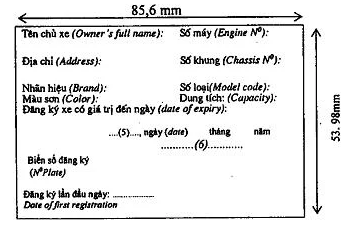 85,6 mm
Tên chủ xe (Owner's full name): Số máy (Engine Nº):
Địa chỉ (Address): Số khung (Chassis Nº):
Nhãn hiệu (Brand): Số loại(Model code):
Màu sơn (Color): Dung tích: (Capacity):
Đăng ký xe có giá trị đến ngày (date of expiry):
....(5)...., ngày (date) tháng năm
...........(6)...........
Biển số đăng ký
(NºPlate)
Đăng ký lần đầu ngày: ..............
Date of first registration
53. 98mm